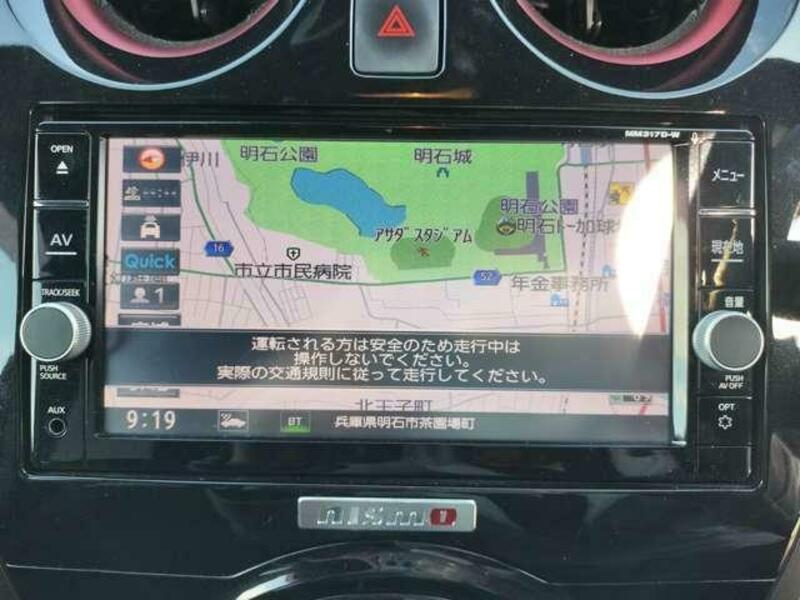 MM317D-W
OPEN
AV
TRACK/SEEK
PUSH
SOURCE
AUX
伊川
明石公園
明石城
明石公園
アサダスタジアム
明石トーカロ球
16
市立市民病院
52
年金事務所
Quick
1
運転される方は安全のため走行中は
操作しないでください。
実際の交通規則に従って走行してください。
北王子町
9:19
BT
兵庫県明石市茶園場町
メニュー
現在地
音量
PUSH
AV OFF
OPT
nismo